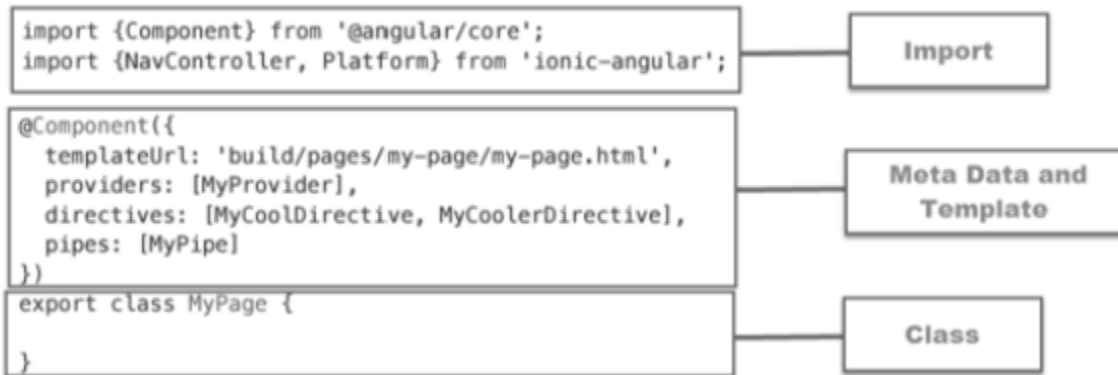 import {Component} from '@angular/core';
import {NavController, Platform} from 'ionic-angular';
Import
@Component({
templateUrl: 'build/pages/my-page/my-page.html',
providers: [MyProvider],
directives: [MyCoolDirective, MyCoolerDirective],
pipes: [MyPipe]
})
Meta Data and
Template
export class MyPage {
}
Class